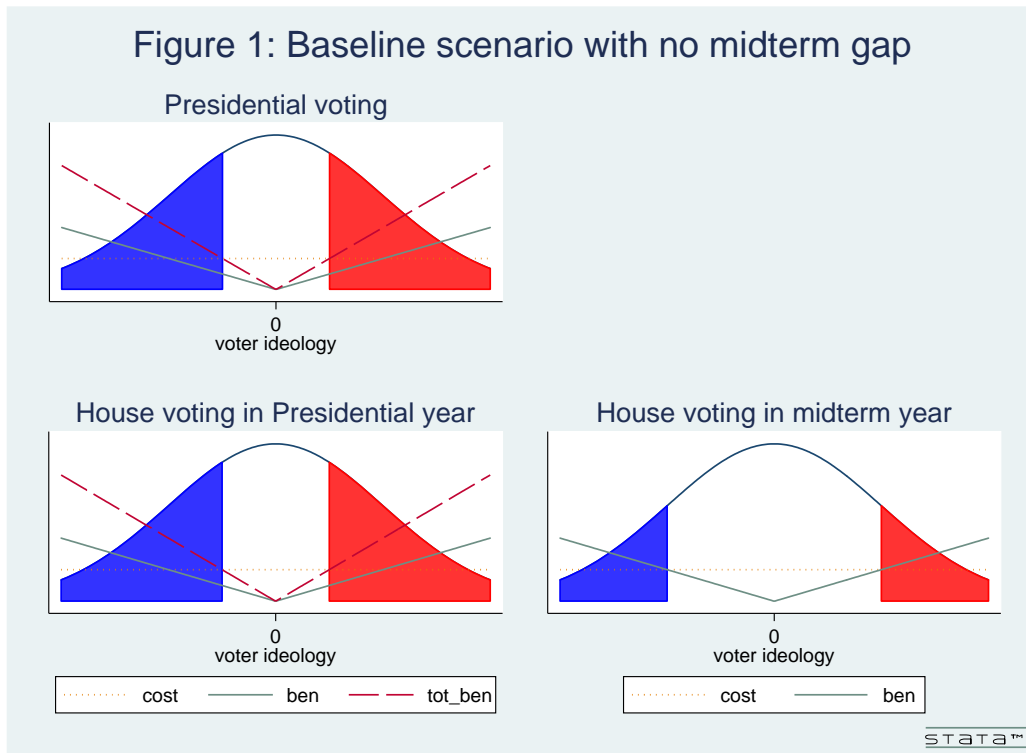 Figure 1: Baseline scenario with no midterm gap
Presidential voting
0
voter ideology
House voting in Presidential year
0
voter ideology
cost ben tot_ben
House voting in midterm year
0
voter ideology
cost ben
STATA™